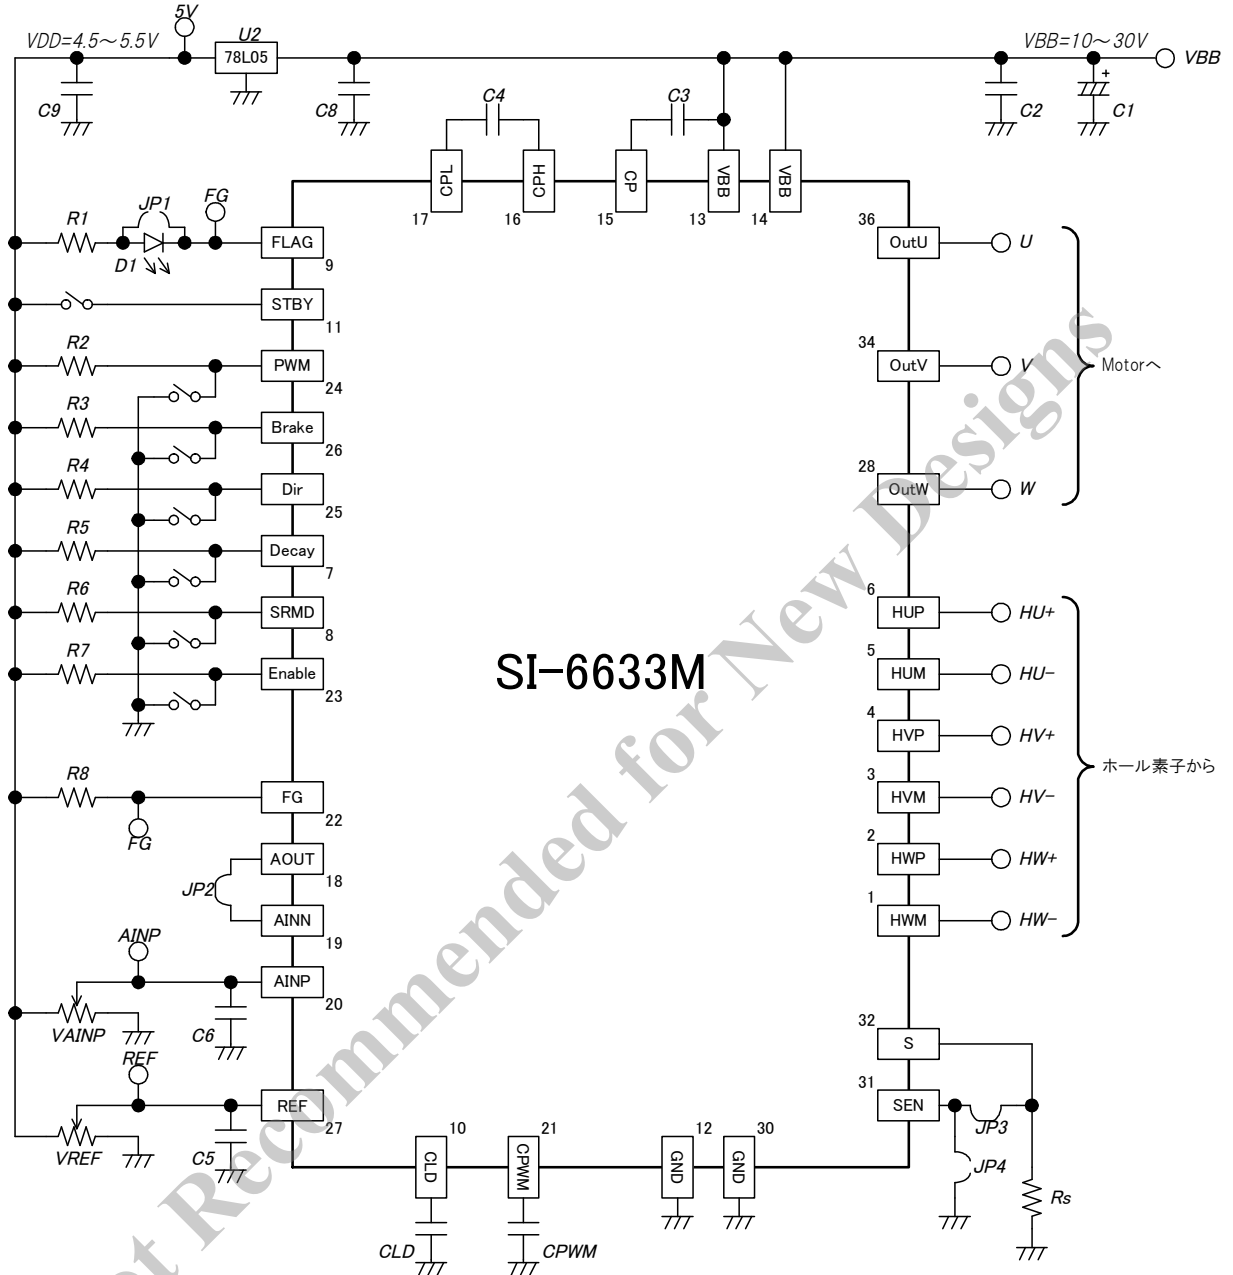 5V
VDD=4.5～5.5V
U2
VBB=10～30V
78L05
VBB
C9
C8
C4
C3
C2
+
C1
CPL
CPH
CP
VBB
VBB
17
16
15
13
14
R1
JP1
FG
D1
FLAG
9
STBY
11
R2
PWM
24
R3
Brake
26
R4
Dir
25
R5
Decay
7
R6
SRMD
8
R7
Enable
23
R8
FG
FG
22
AOUT
18
JP2
AINN
19
AINP
AINP
20
VAINP
C6
REF
REF
27
VREF
C5
SI-6633M
36
OutU
U
34
OutV
V
Motorへ
28
OutW
W
6
HUP
HU+
5
HUM
HU-
4
HVP
HV+
3
HVM
HV-
ホール素子から
2
HWP
HW+
1
HWM
HW-
32
S
31
SEN
JP3
JP4
Rs
10
CLD
21
CPWM
12
GND
30
GND
CLD
CPWM
Not Recommended for New Designs